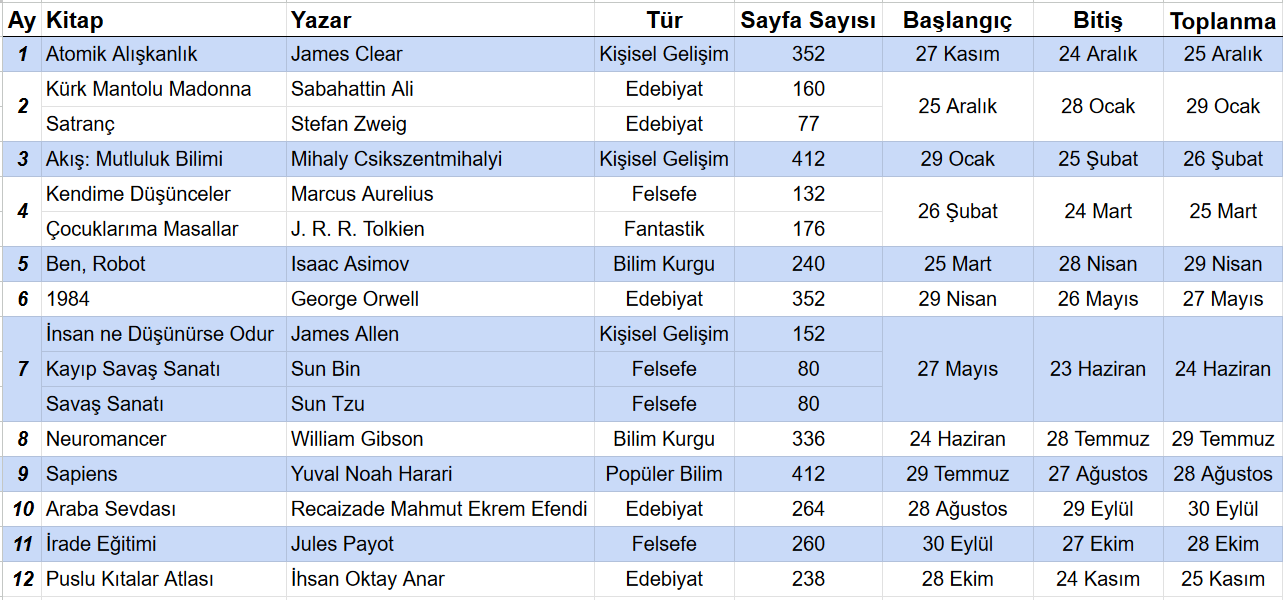 Ay Kitap Yazar Tür Sayfa Sayısı Başlangıç Bitiş Toplanma
1 Atomik Alışkanlık James Clear Kişisel Gelişim 352 27 Kasım 24 Aralık 25 Aralık
2 Kürk Mantolu Madonna Sabahattin Ali Edebiyat 160 25 Aralık 28 Ocak 29 Ocak
Satranç Stefan Zweig Edebiyat 77
3 Akış: Mutluluk Bilimi Mihaly Csikszentmihalyi Kişisel Gelişim 412 29 Ocak 25 Şubat 26 Şubat
4 Kendime Düşünceler Marcus Aurelius Felsefe 132 26 Şubat 24 Mart 25 Mart
Çocuklarıma Masallar J. R. R. Tolkien Fantastik 176
5 Ben, Robot Isaac Asimov Bilim Kurgu 240 25 Mart 28 Nisan 29 Nisan
6 1984 George Orwell Edebiyat 352 29 Nisan 26 Mayıs 27 Mayıs
İnsan ne Düşünürse Odur James Allen Kişisel Gelişim 152
7 Kayıp Savaş Sanatı Sun Bin Felsefe 80 27 Mayıs 23 Haziran 24 Haziran
Savaş Sanatı Sun Tzu Felsefe 80
8 Neuromancer William Gibson Bilim Kurgu 336 24 Haziran 28 Temmuz 29 Temmuz
9 Sapiens Yuval Noah Harari Popüler Bilim 412 29 Temmuz 27 Ağustos 28 Ağustos
10 Araba Sevdası Recaizade Mahmut Ekrem Efendi Edebiyat 264 28 Ağustos 29 Eylül 30 Eylül
11 İrade Eğitimi Jules Payot Felsefe 260 30 Eylül 27 Ekim 28 Ekim
12 Puslu Kıtalar Atlası İhsan Oktay Anar Edebiyat 238 28 Ekim 24 Kasım 25 Kasım